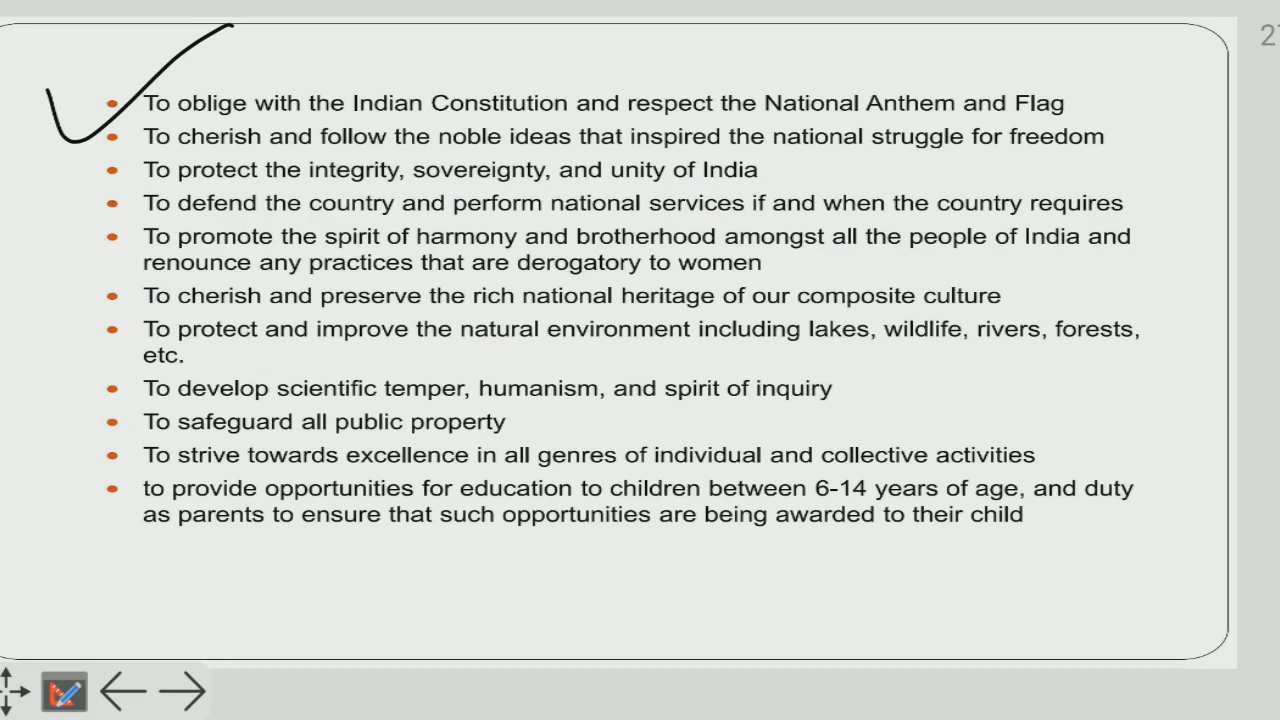 To oblige with the Indian Constitution and respect the National Anthem and Flag
To cherish and follow the noble ideas that inspired the national struggle for freedom
To protect the integrity, sovereignty, and unity of India
To defend the country and perform national services if and when the country requires
To promote the spirit of harmony and brotherhood amongst all the people of India and
renounce any practices that are derogatory to women
To cherish and preserve the rich national heritage of our composite culture
To protect and improve the natural environment including lakes, wildlife, rivers, forests,
etc.
To develop scientific temper, humanism, and spirit of inquiry
To safeguard all public property
To strive towards excellence in all genres of individual and collective activities
to provide opportunities for education to children between 6-14 years of age, and duty
as parents to ensure that such opportunities are being awarded to their child